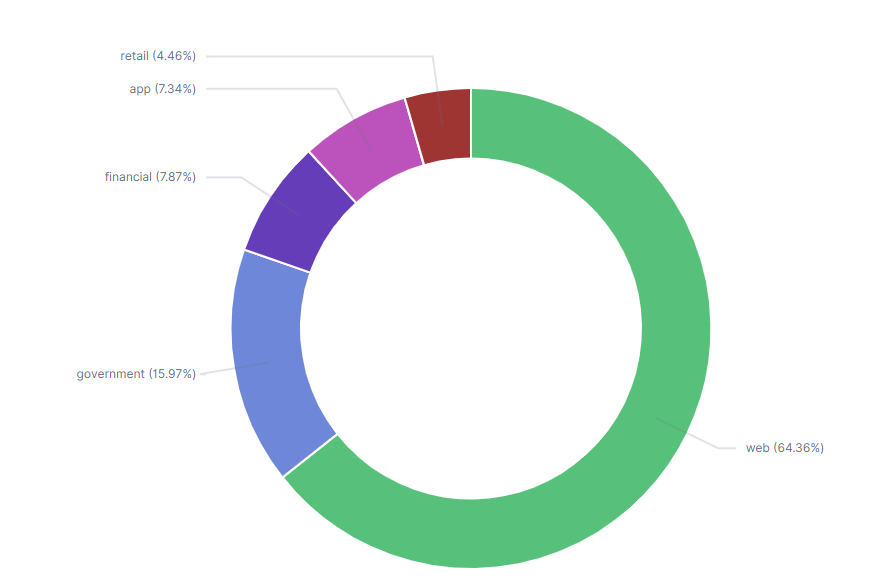 retail (4.46%)
app (7.34%)
financial (7.87%)
government (15.97%)
web (64.36%)